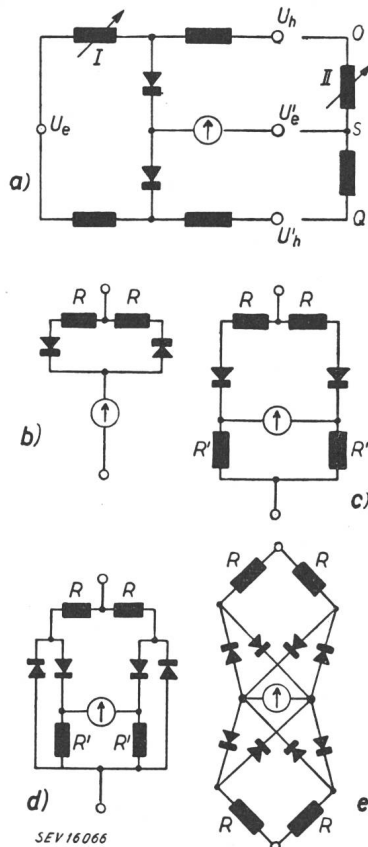 U_h O
I II
U_e U'_e S
a)
U'_h Q
R R
b)
R R
R' R'
c)
R R
R' R'
d)
R R
R R
e
SEV 16066